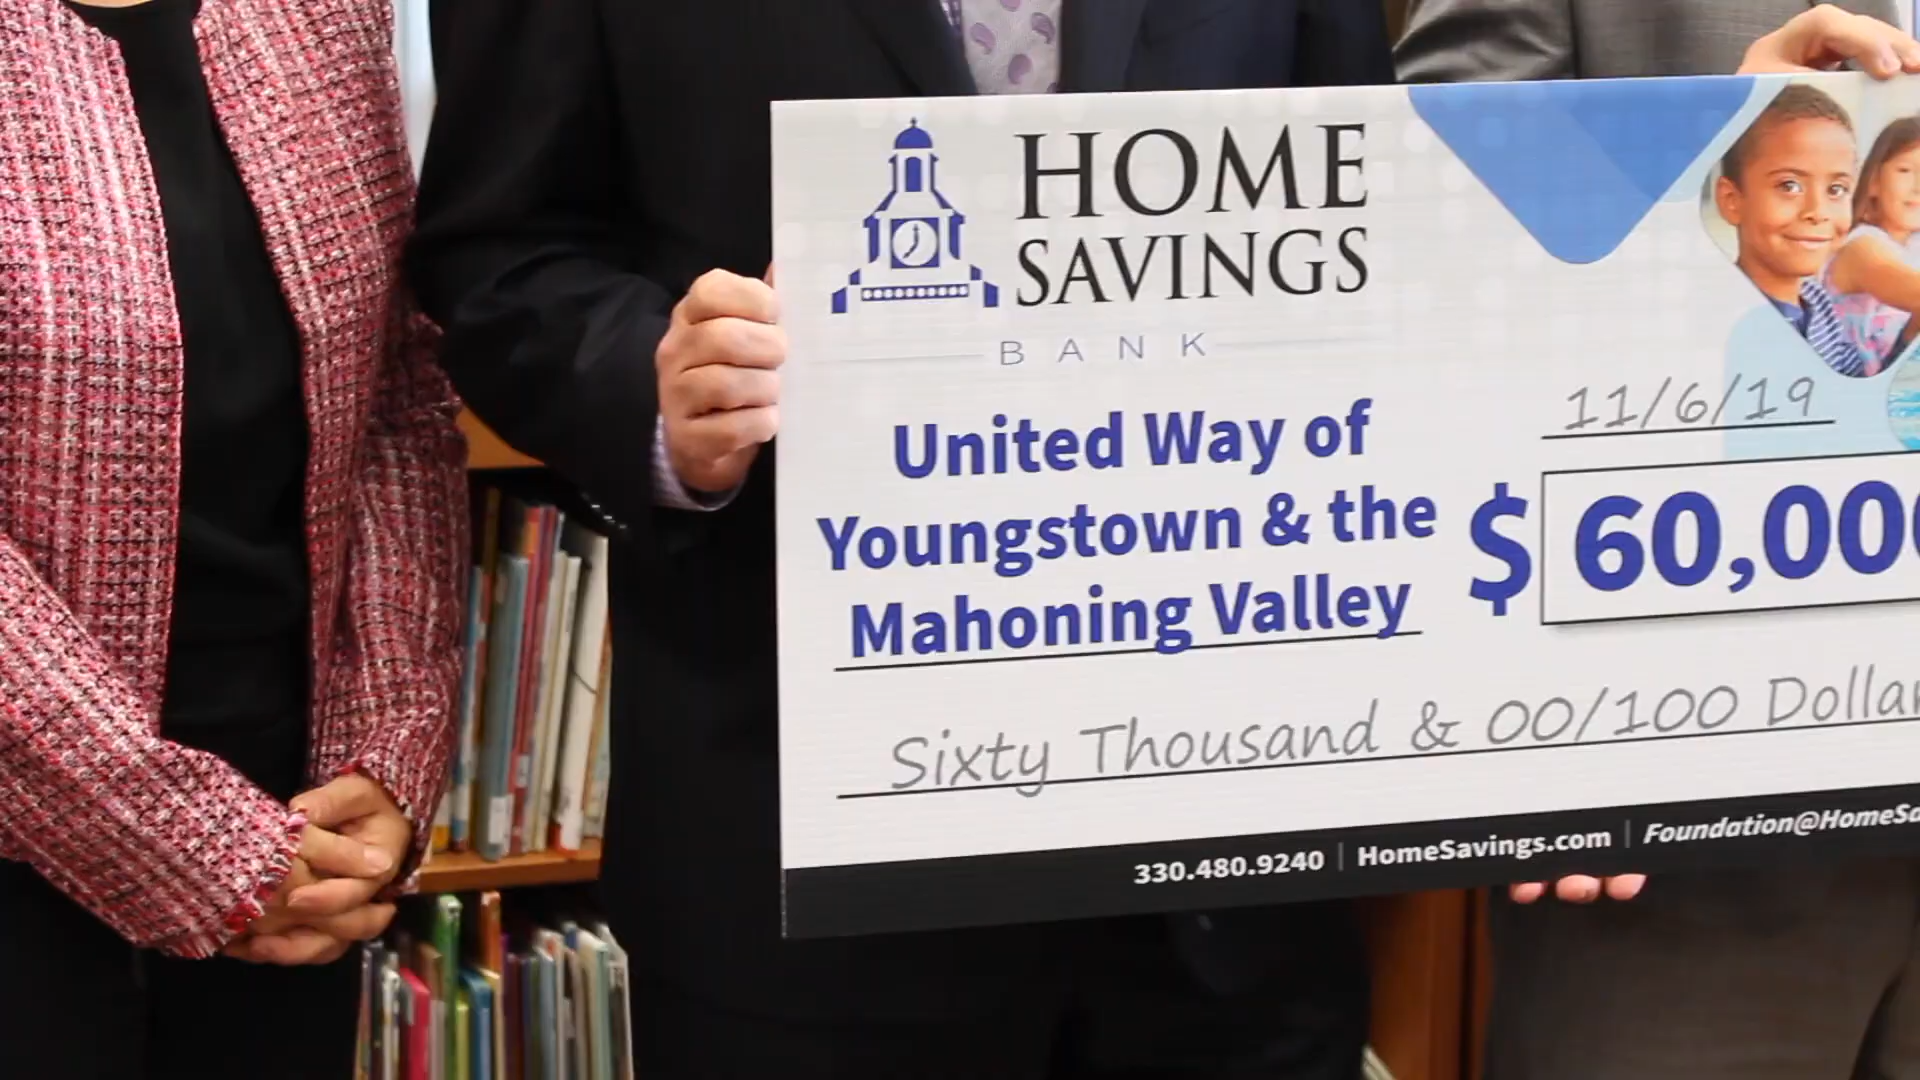 HOME
SAVINGS
BANK
11/6/19
United Way of
Youngstown & the
Mahoning Valley
$ 60,00
Sixty Thousand & 00/100 Dollar
330.480.9240 | HomeSavings.com | Foundation@HomeSa